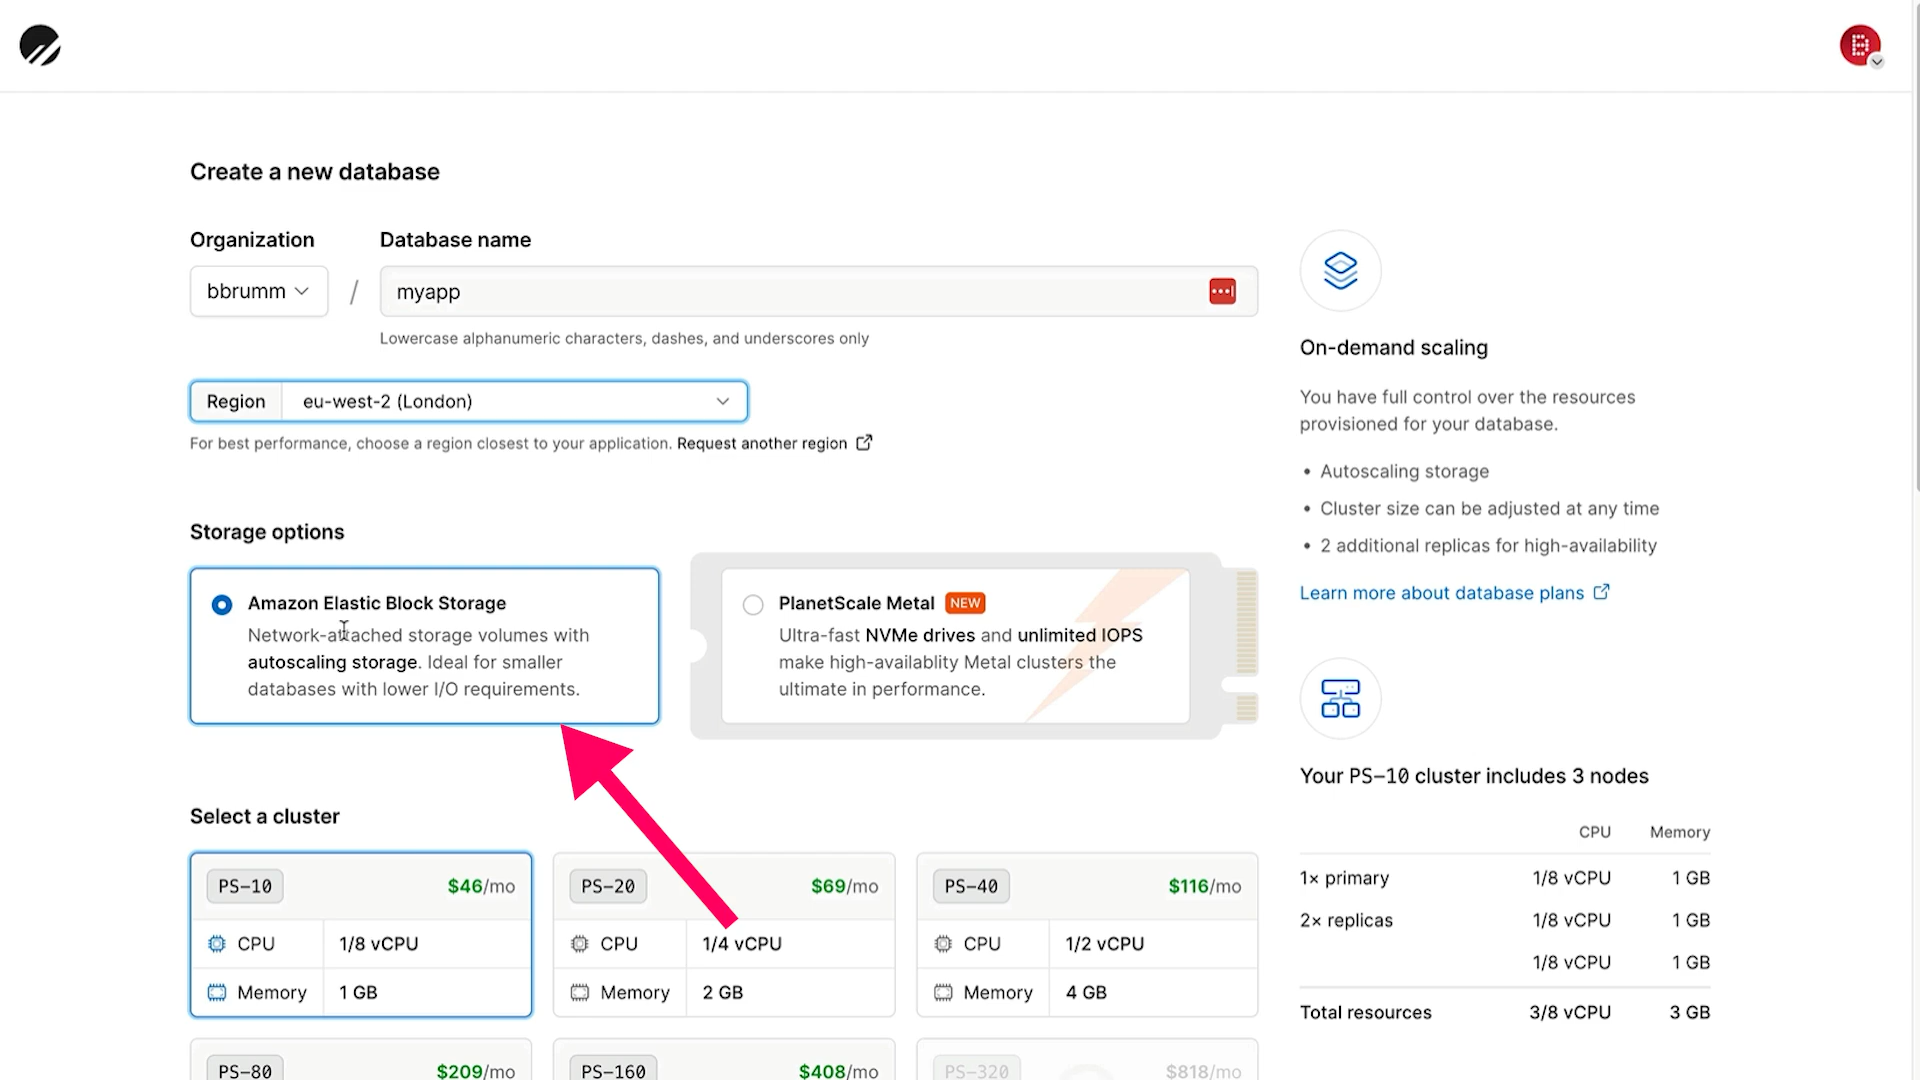 Create a new database
Organization
Database name
bbrumm
/
myapp
Lowercase alphanumeric characters, dashes, and underscores only
Region
eu-west-2 (London)
For best performance, choose a region closest to your application. Request another region
Storage options
Amazon Elastic Block Storage
Network-attached storage volumes with
autoscaling storage. Ideal for smaller
databases with lower I/O requirements.
PlanetScale Metal NEW
Ultra-fast NVMe drives and unlimited IOPS
make high-availablity Metal clusters the
ultimate in performance.
Select a cluster
PS-10 $46/mo
CPU 1/8 vCPU
Memory 1 GB
PS-20 $69/mo
CPU 1/4 vCPU
Memory 2 GB
PS-40 $116/mo
CPU 1/2 vCPU
Memory 4 GB
PS-80 $209/mo
PS-160 $408/mo
PS-320 $818/mo
B
On-demand scaling
You have full control over the resources
provisioned for your database.
• Autoscaling storage
• Cluster size can be adjusted at any time
• 2 additional replicas for high-availability
Learn more about database plans
Your PS-10 cluster includes 3 nodes
CPU Memory
1× primary 1/8 vCPU 1 GB
2× replicas 1/8 vCPU 1 GB
1/8 vCPU 1 GB
Total resources 3/8 vCPU 3 GB